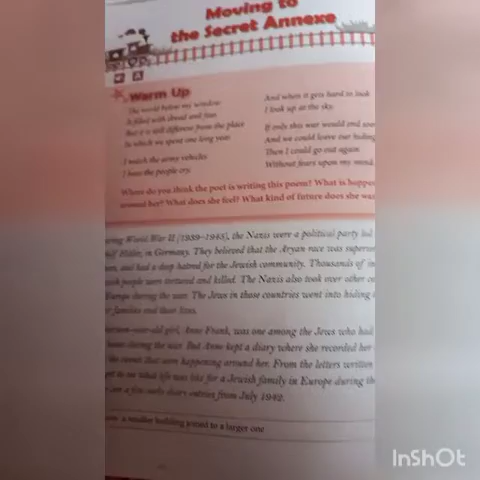 Moving to
the Secret Annexe
Warm Up
The world below my window
Is filled with dread and fear
But it is still different from the place
In which we spent one long year.
I watch the army vehicles
I hear the people cry.
And when it gets hard to look
I look up at the sky.
If only this war would end
And we could leave our hiding
Then I could go out again
Without fears upon my mind.
Where do you think the poet is writing this poem? What is
around her? What does she feel? What kind of future does she
World War II (1939–1945), the Nazis were a political party led
Hitler, in Germany. They believed that the Aryan race was
and had a deep hatred for the Jewish community. Thousands of
people were tortured and killed. The Nazis also took over other
Europe during the war. The Jews in those countries went into hiding
families and their lives.
girl, Anne Frank, was one among the Jews who had
during the war. But Anne kept a diary where she recorded her
the events that were happening around her. From the letters written
to see what life was like for a Jewish family in Europe during the
are a few early diary entries from July 1942.
a smaller building joined to a larger one
InShOt